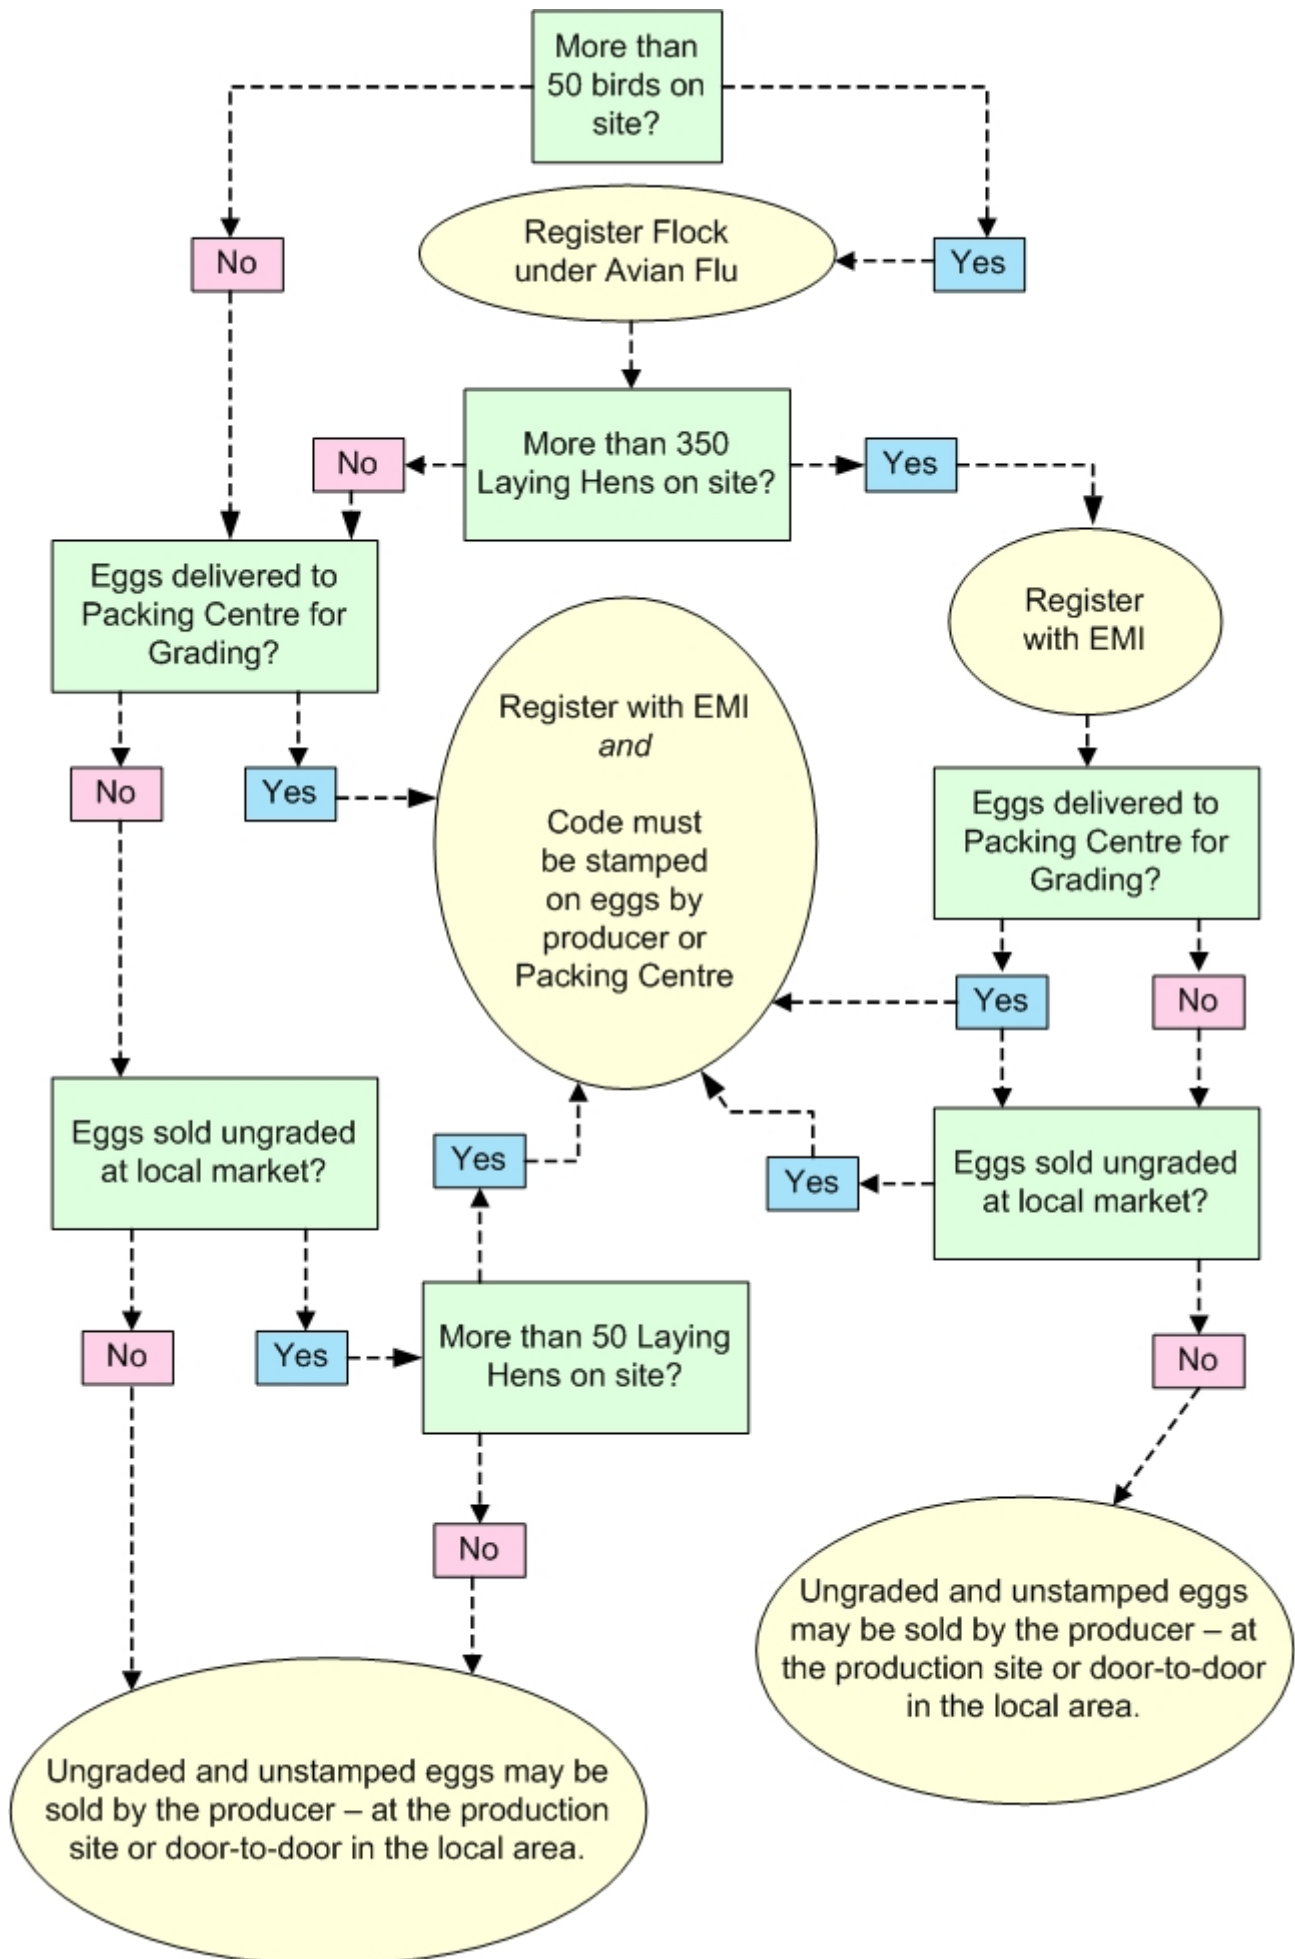 More than
50 birds on
site?
Register Flock
under Avian Flu
No
Yes
More than 350
Laying Hens on site?
No
Yes
Eggs delivered to
Packing Centre for
Grading?
Register
with EMI
Register with EMI
and
Code must
be stamped
on eggs by
producer or
Packing Centre
No
Yes
Eggs delivered to
Packing Centre for
Grading?
Yes
No
Eggs sold ungraded
at local market?
Yes
Yes
Eggs sold ungraded
at local market?
No
Yes
More than 50 Laying
Hens on site?
No
No
Ungraded and unstamped eggs
may be sold by the producer – at
the production site or door-to-door
in the local area.
Ungraded and unstamped eggs may be
sold by the producer – at the production
site or door-to-door in the local area.